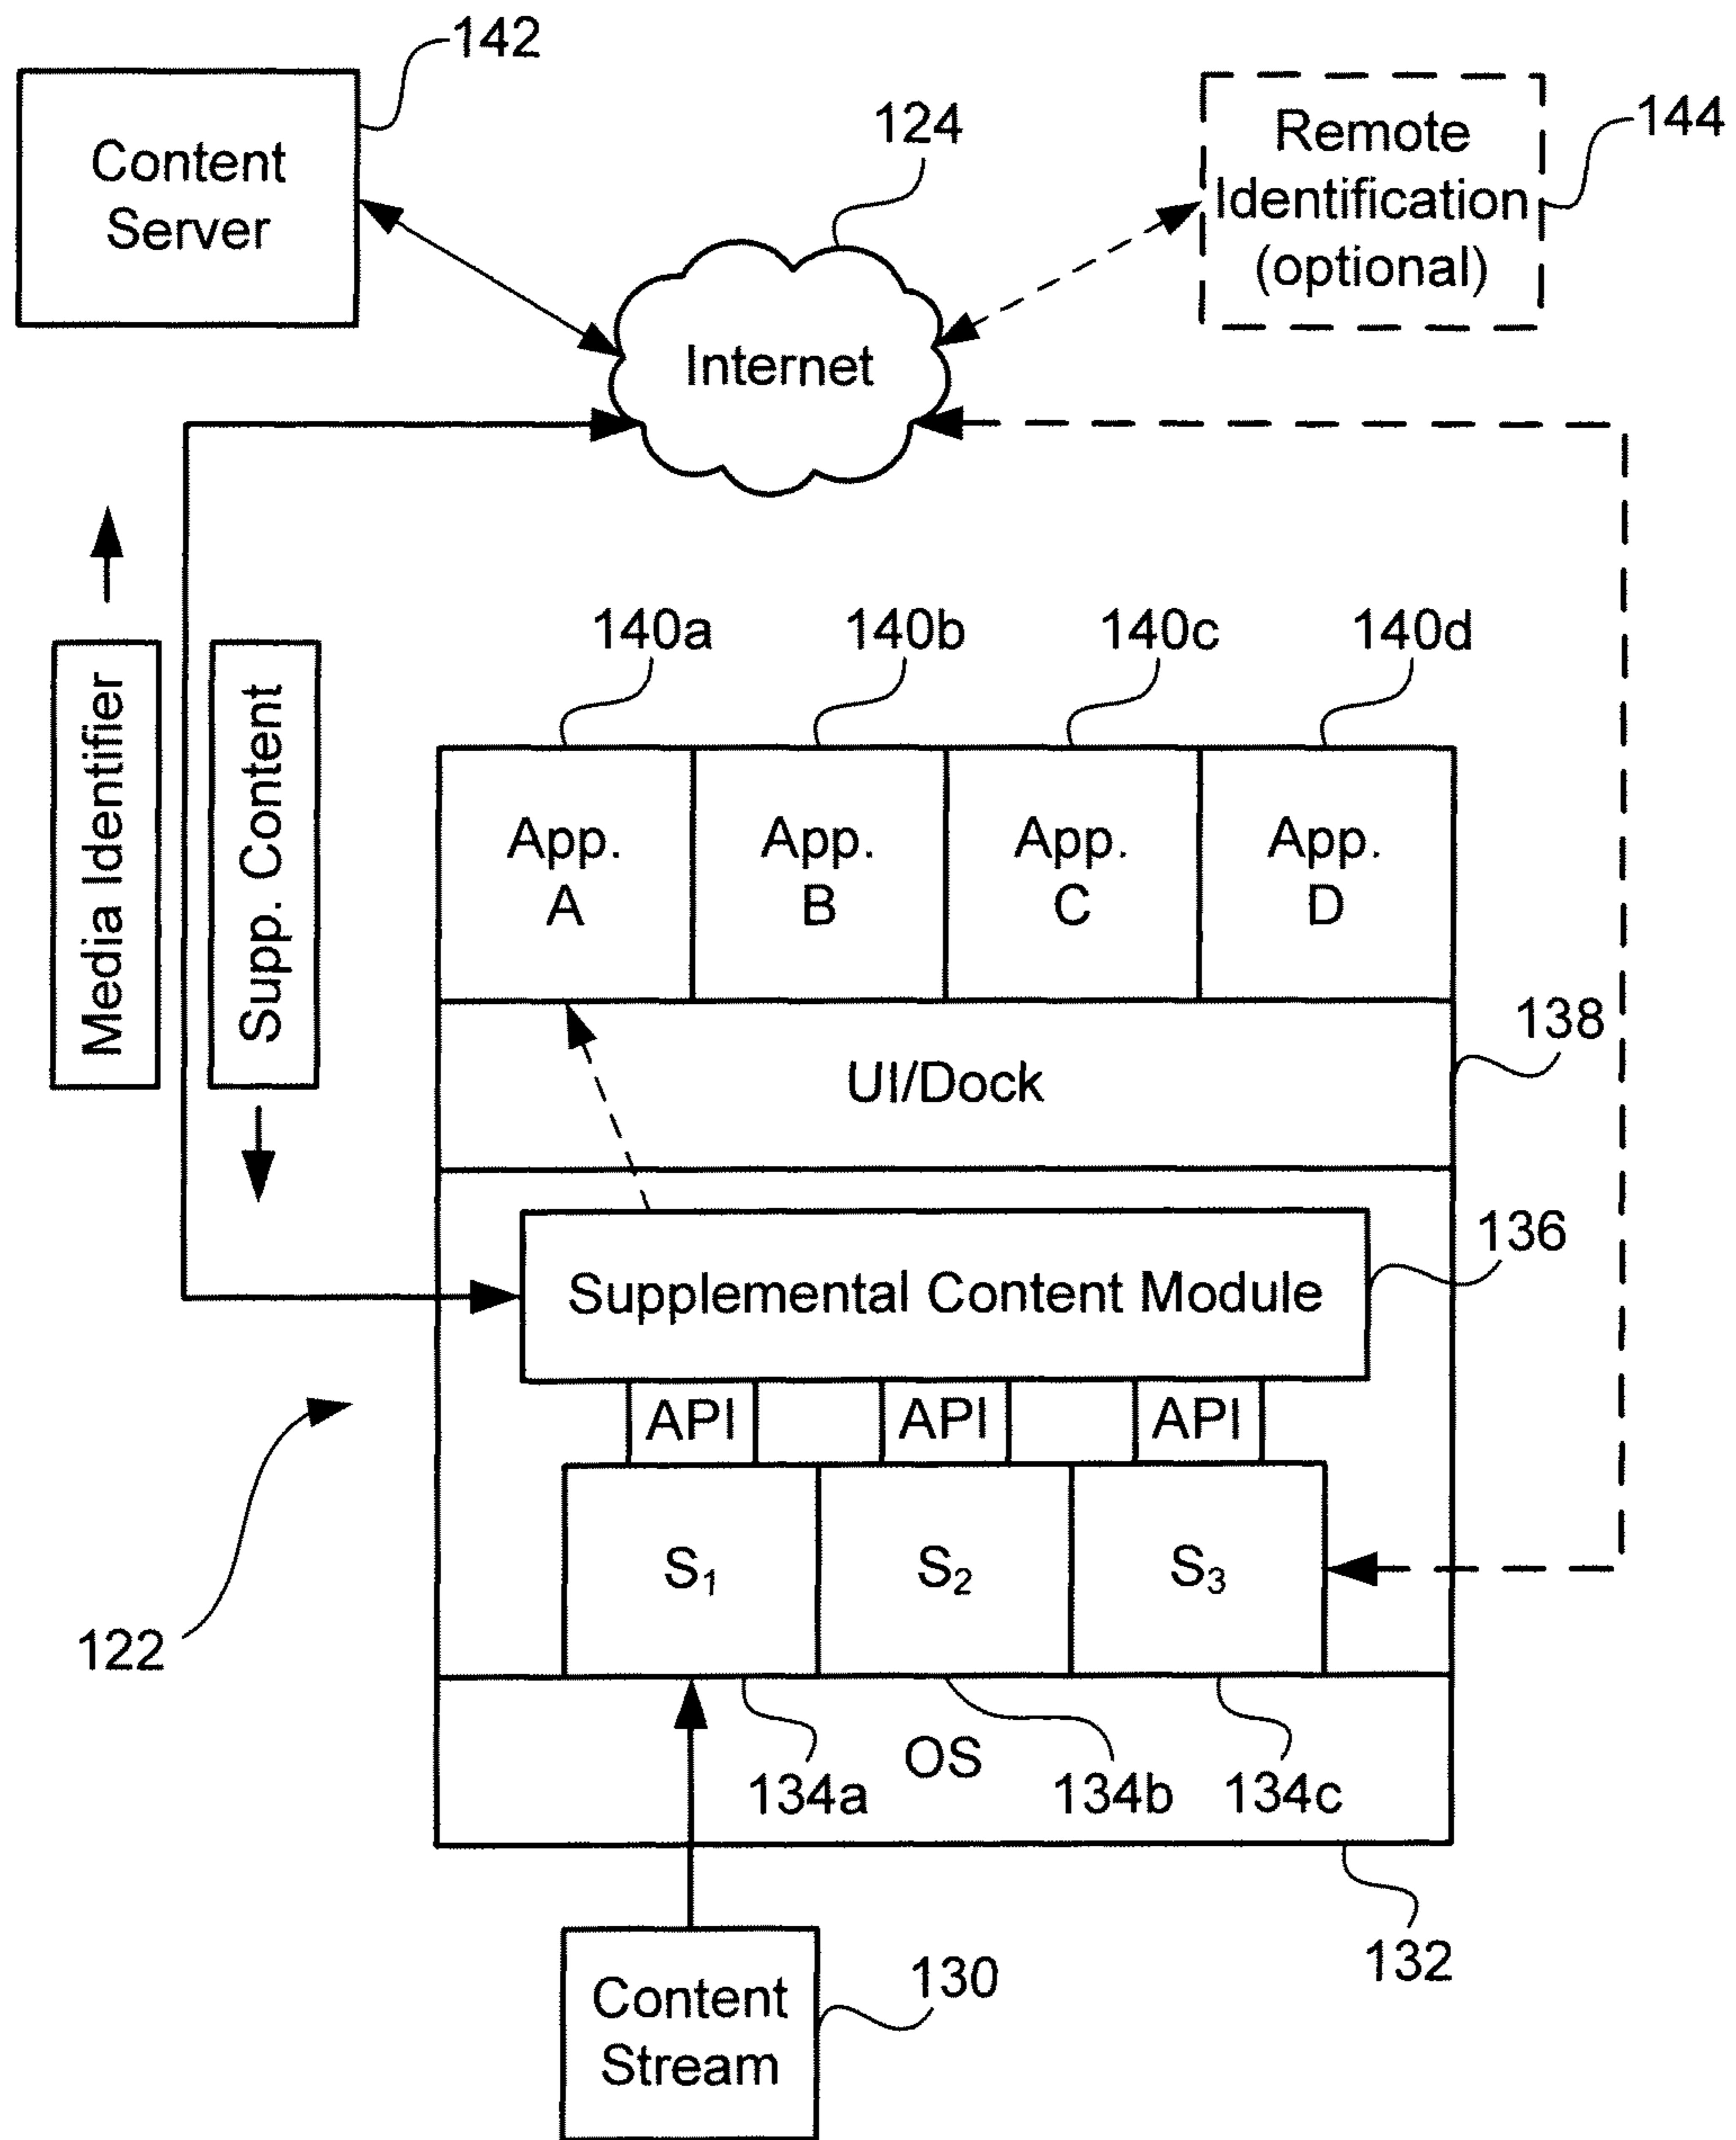 142
Content
Server
124
Remote
Identification
(optional)
144
Internet
Media Identifier
Supp. Content
140a
140b
140c
140d
App.
A
App.
B
App.
C
App.
D
138
UI/Dock
136
Supplemental Content Module
API
API
API
S₁
S₂
S₃
122
OS
134a
134b
134c
132
Content
Stream
130